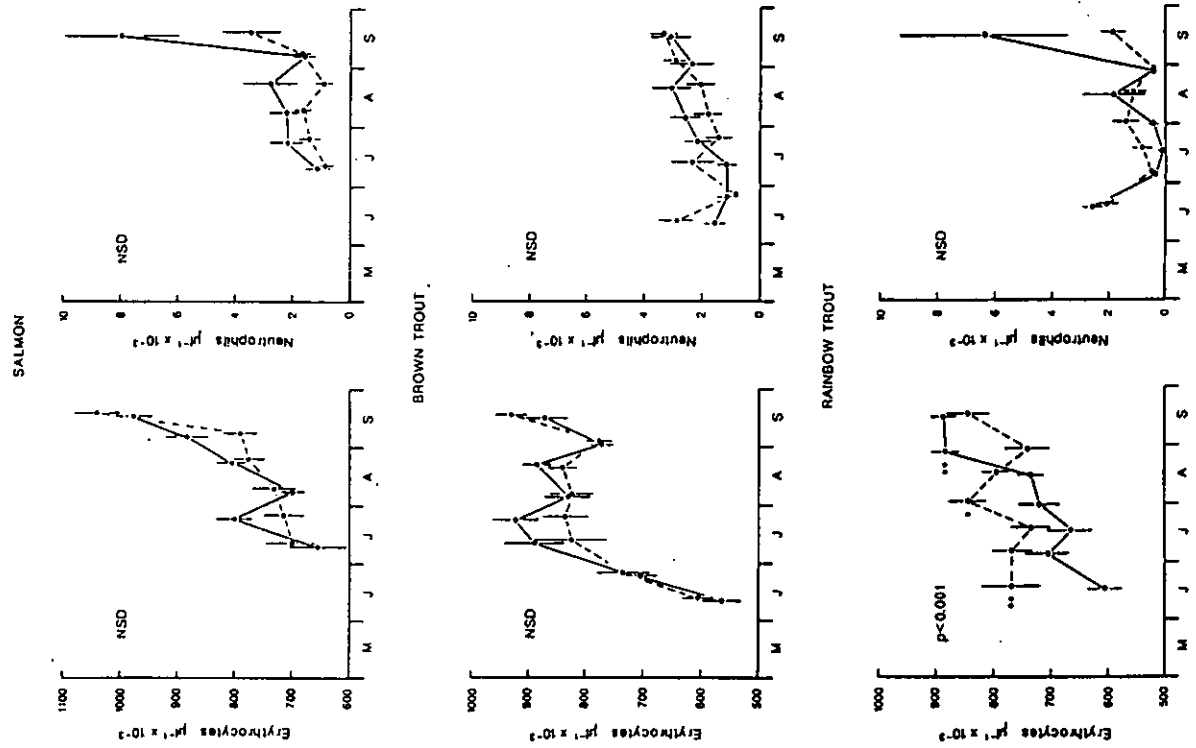 SALMON
Erythrocytes µl⁻¹ x 10⁻³
1100
1000
900
800
700
600
NSD
M J J A S
Neutrophils µl⁻¹ x 10⁻³
10
8
6
4
2
0
NSD
M J J A S
BROWN TROUT
Erythrocytes µl⁻¹ x 10⁻³
1000
900
800
700
600
500
NSD
M J J A S
Neutrophils µl⁻¹ x 10⁻³
10
8
6
4
2
0
NSD
M J J A S
RAINBOW TROUT
Erythrocytes µl⁻¹ x 10⁻³
1000
900
800
700
600
500
p<0.001
**
*
**
M J J A S
Neutrophils µl⁻¹ x 10⁻³
10
8
6
4
2
0
NSD
M J J A S